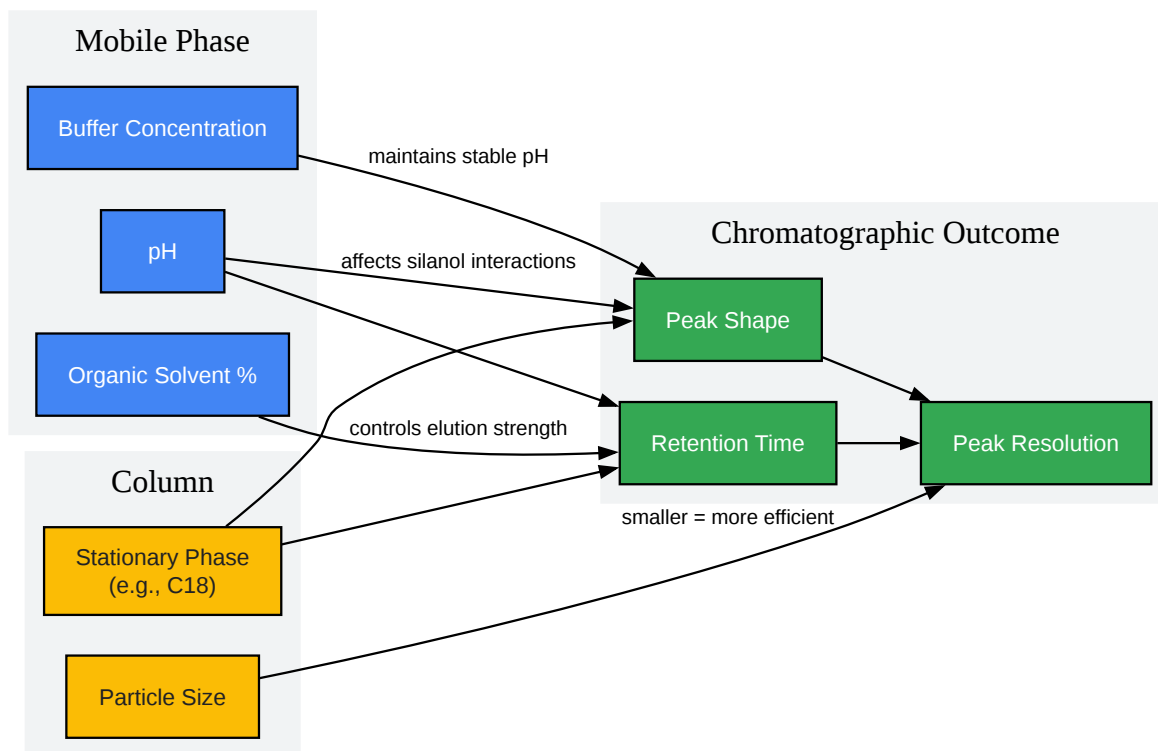 Mobile Phase
Buffer Concentration
maintains stable pH
pH
affects silanol interactions
Organic Solvent %
controls elution strength
Column
Stationary Phase
(e.g., C18)
Particle Size
smaller = more efficient
Chromatographic Outcome
Peak Shape
Retention Time
Peak Resolution